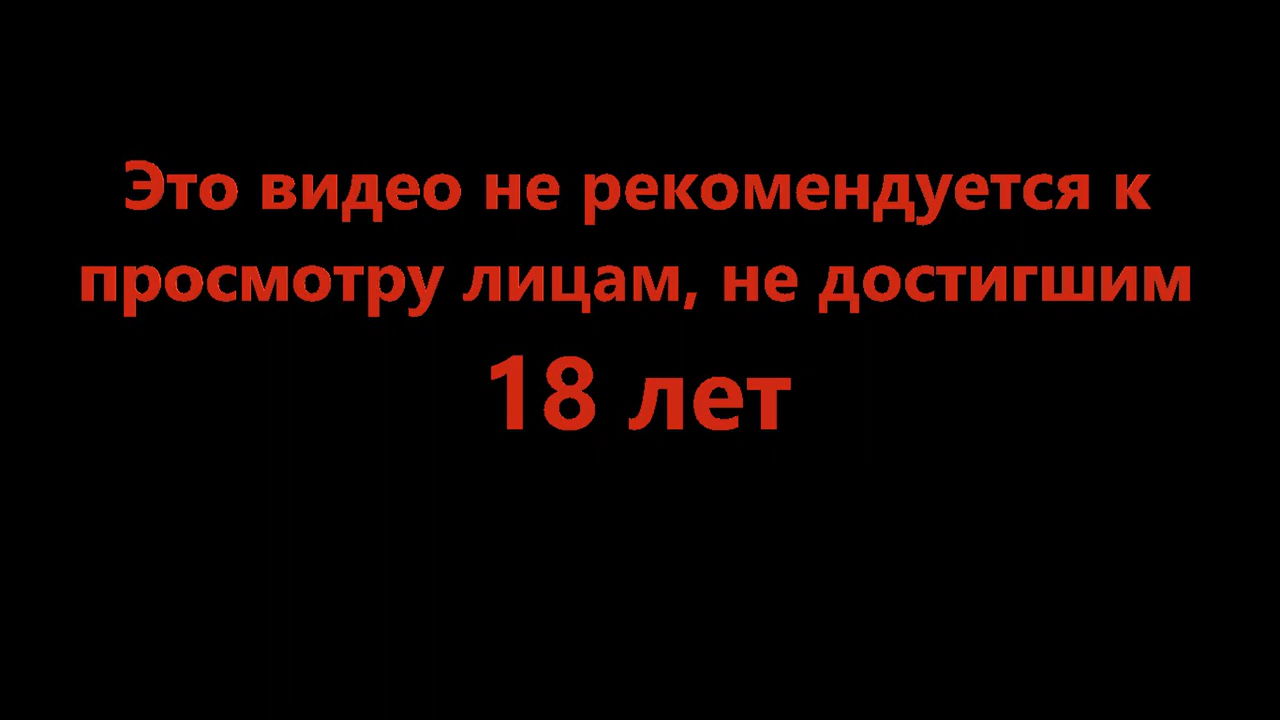 Это видео не рекомендуется к
просмотру лицам, не достигшим
18 лет